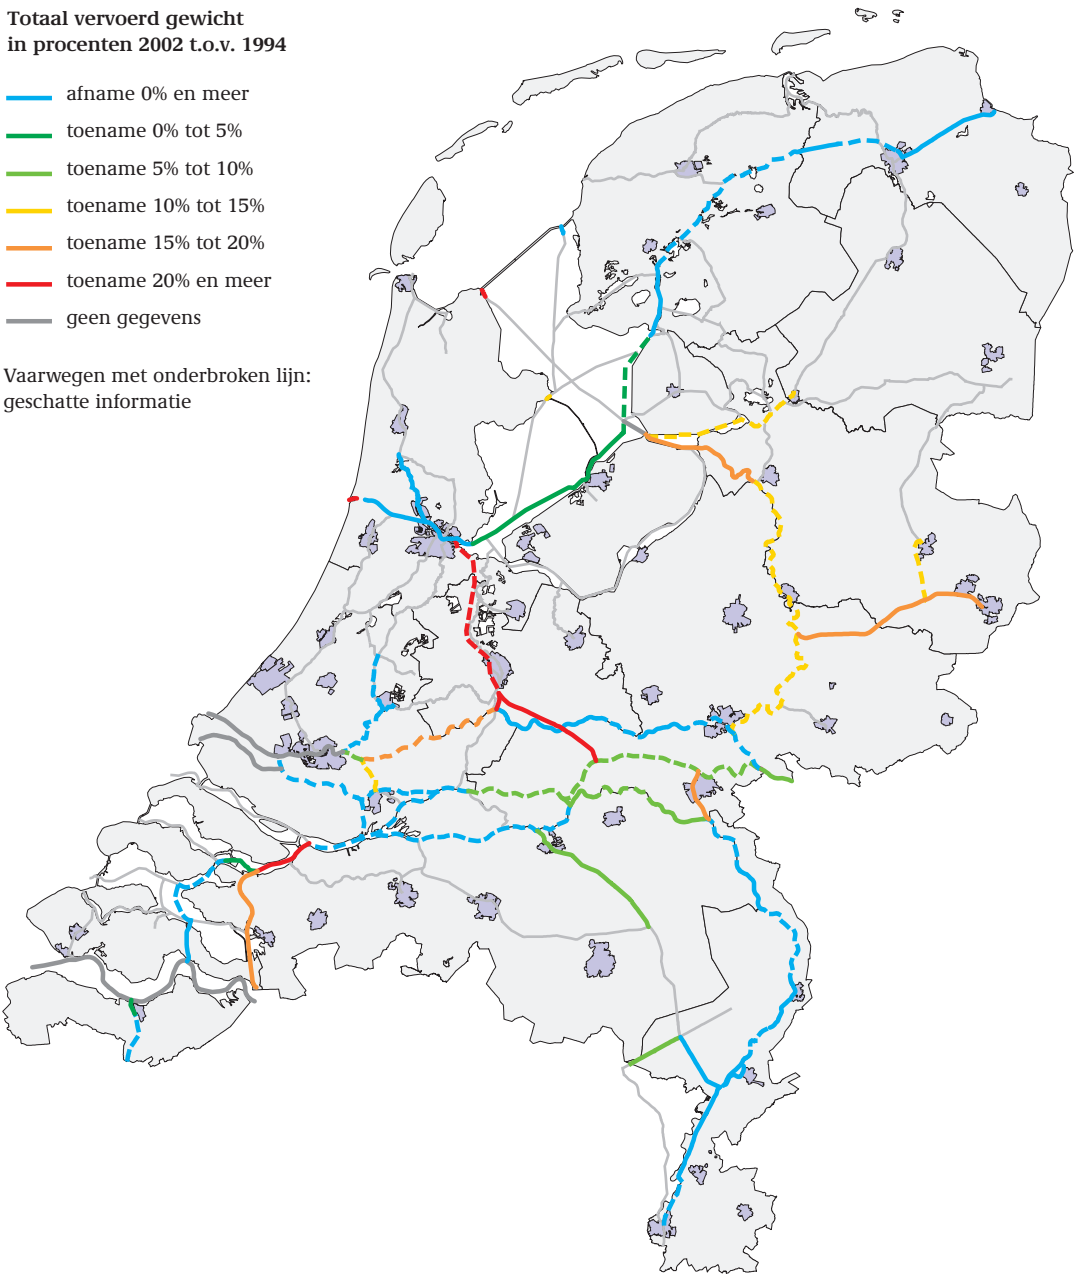 Totaal vervoerd gewicht
in procenten 2002 t.o.v. 1994
afname 0% en meer
toename 0% tot 5%
toename 5% tot 10%
toename 10% tot 15%
toename 15% tot 20%
toename 20% en meer
geen gegevens
Vaarwegen met onderbroken lijn:
geschatte informatie